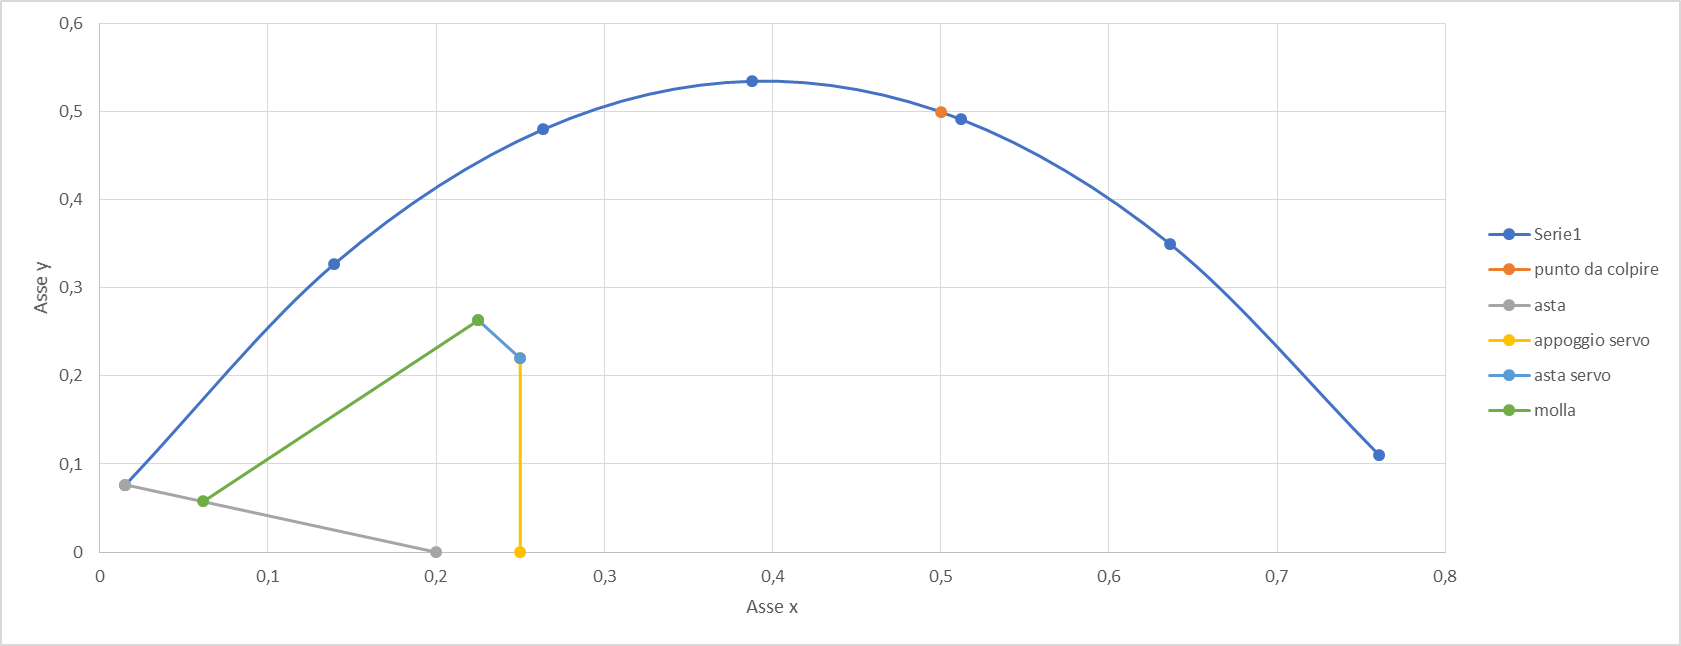 0,6
0,5
0,4
0,3
0,2
0,1
0
Asse y
0
0,1
0,2
0,3
0,4
0,5
0,6
0,7
0,8
Asse x
Serie1
punto da colpire
asta
appoggio servo
asta servo
molla